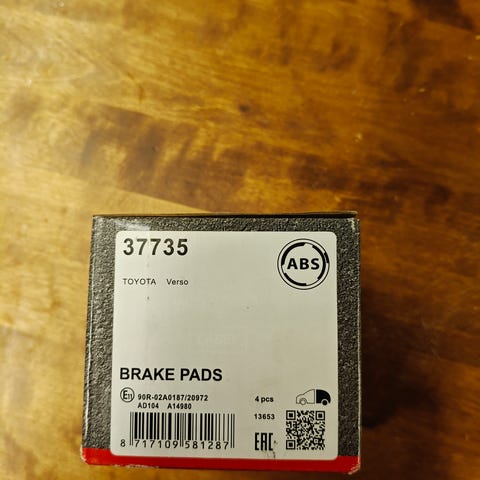 37735
ABS
TOYOTA Verso
BRAKE PADS
E11 90R-02A0187/20972
AD104 A14980
4 pcs
13653
EAC
8 717109 581287